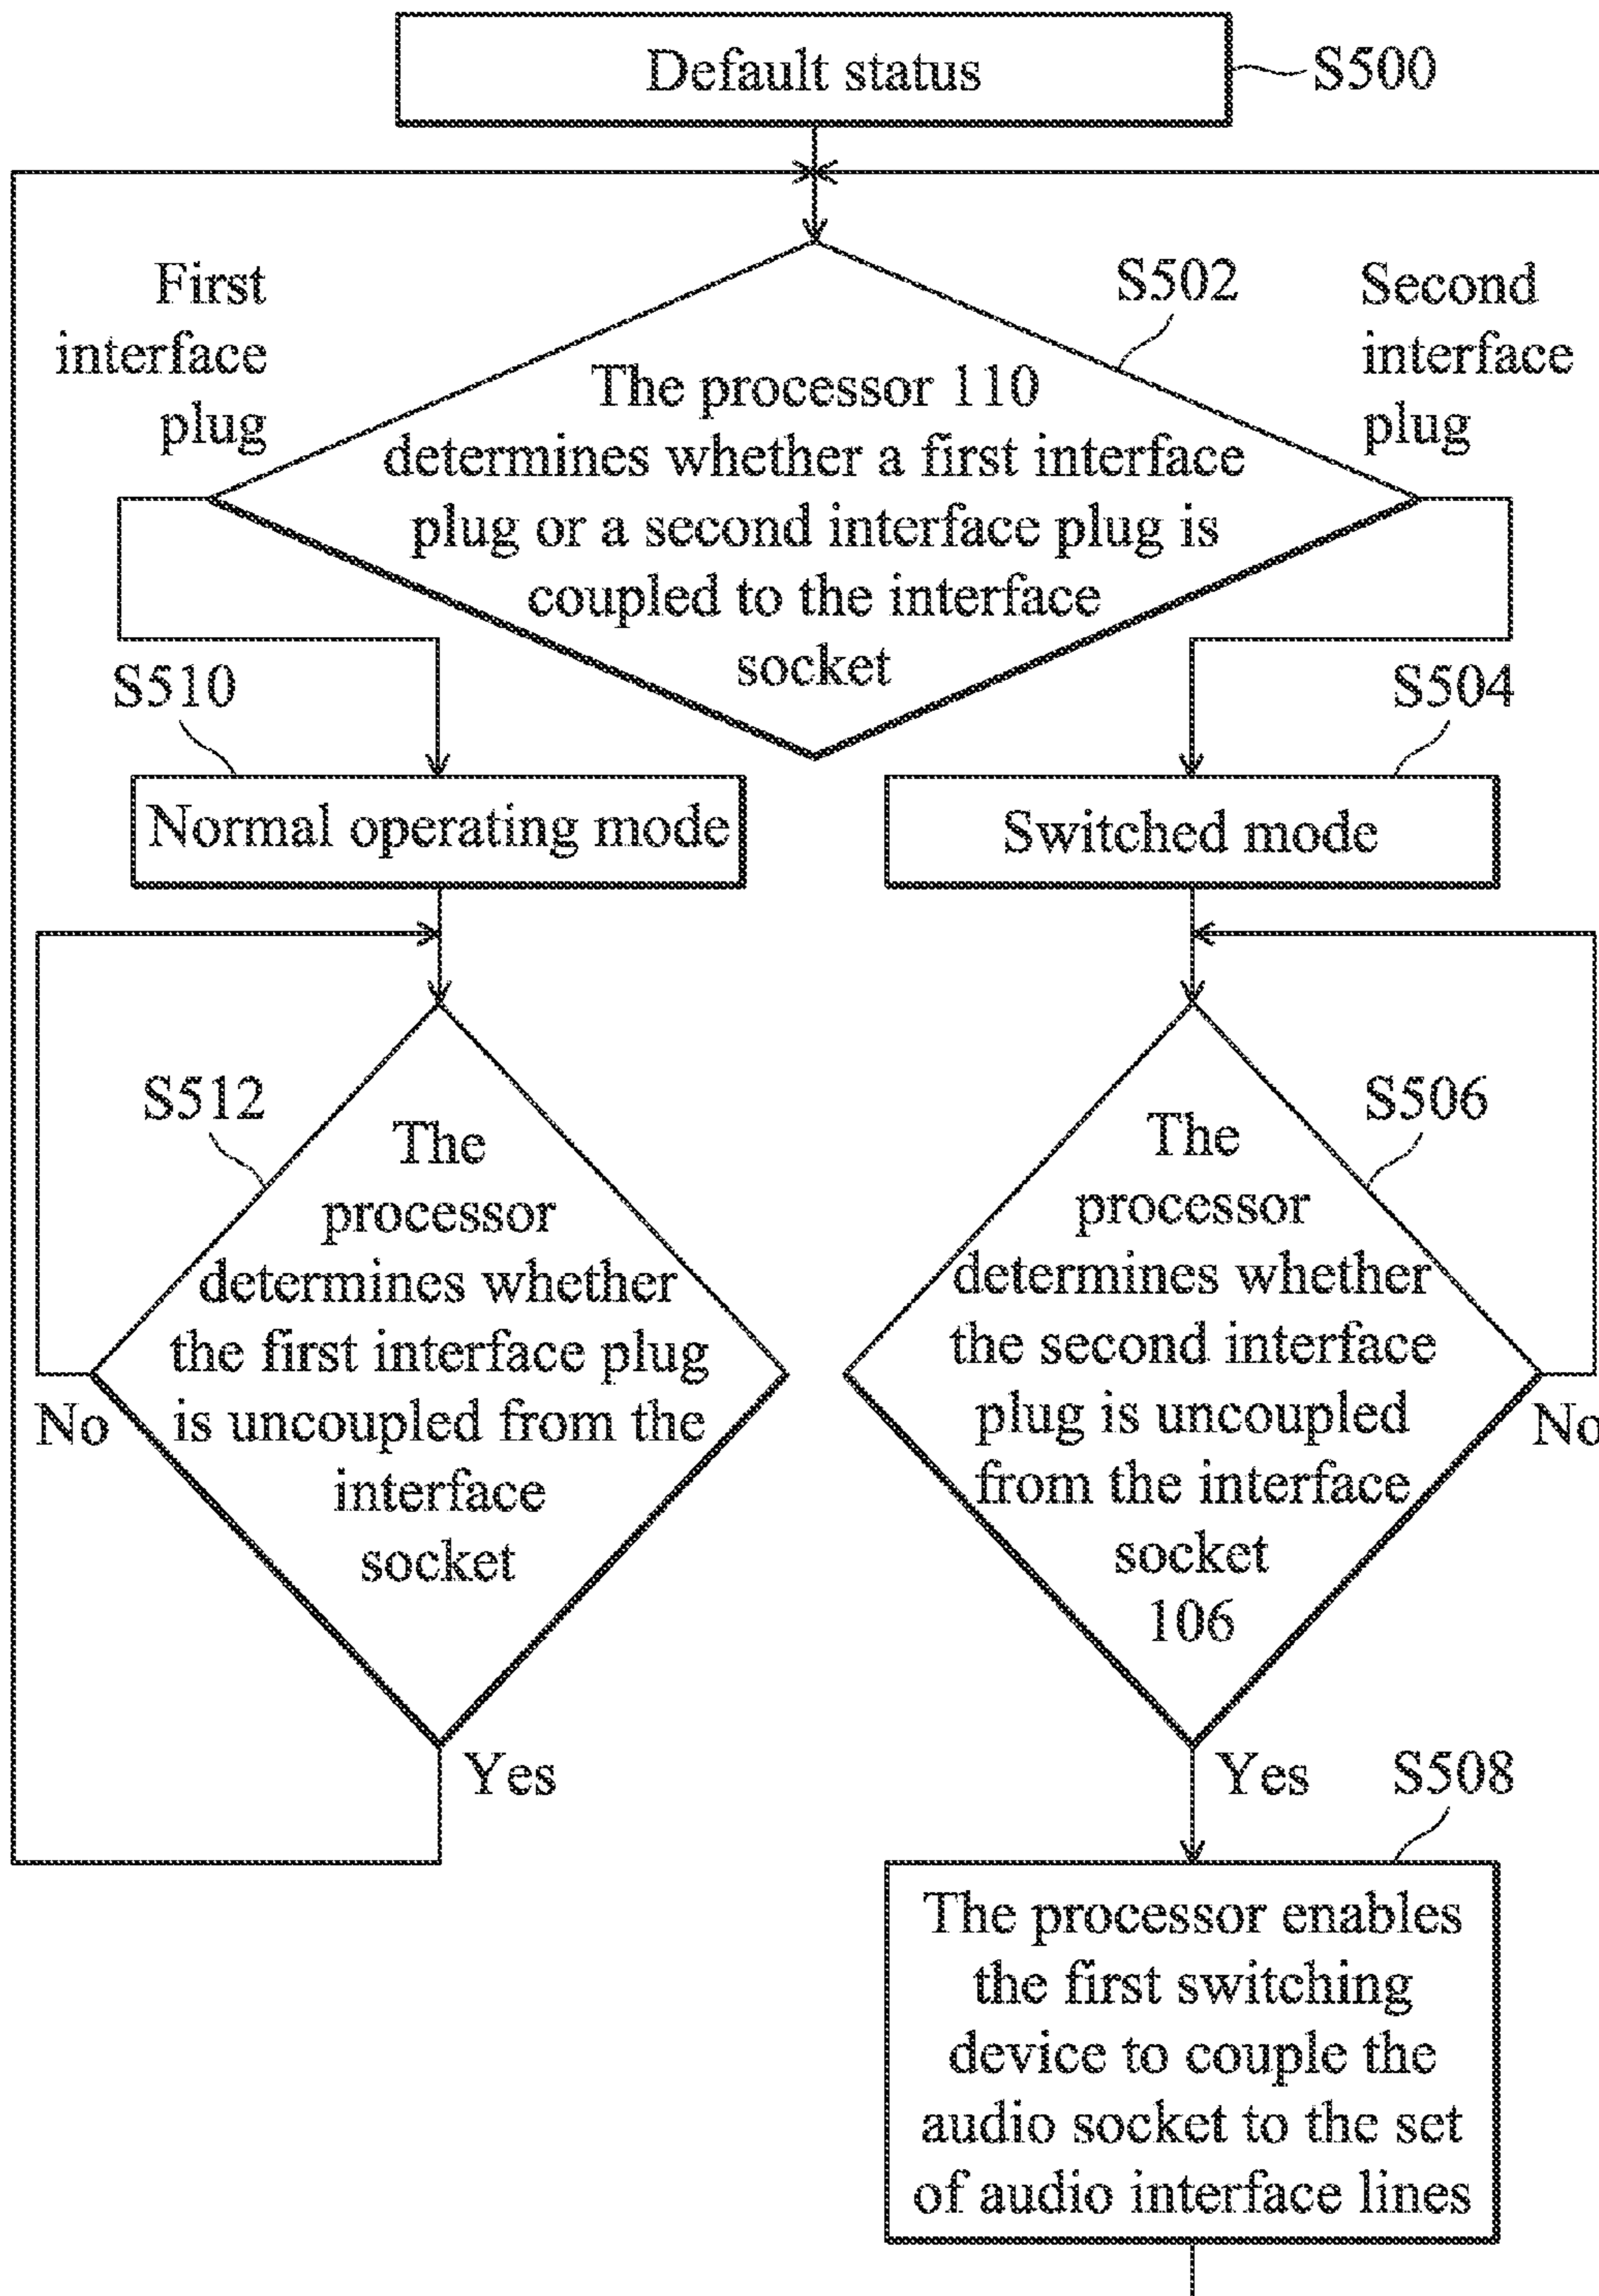 Default status
S500
First
interface
plug
S502
Second
interface
plug
The processor 110
determines whether a first interface
plug or a second interface plug is
coupled to the interface
socket
S510
S504
Normal operating mode
Switched mode
S512
The
processor
determines whether
the first interface plug
is uncoupled from the
interface
socket
No
Yes
S506
The
processor
determines whether
the second interface
plug is uncoupled
from the interface
socket
106
No
Yes
S508
The processor enables
the first switching
device to couple the
audio socket to the set
of audio interface lines